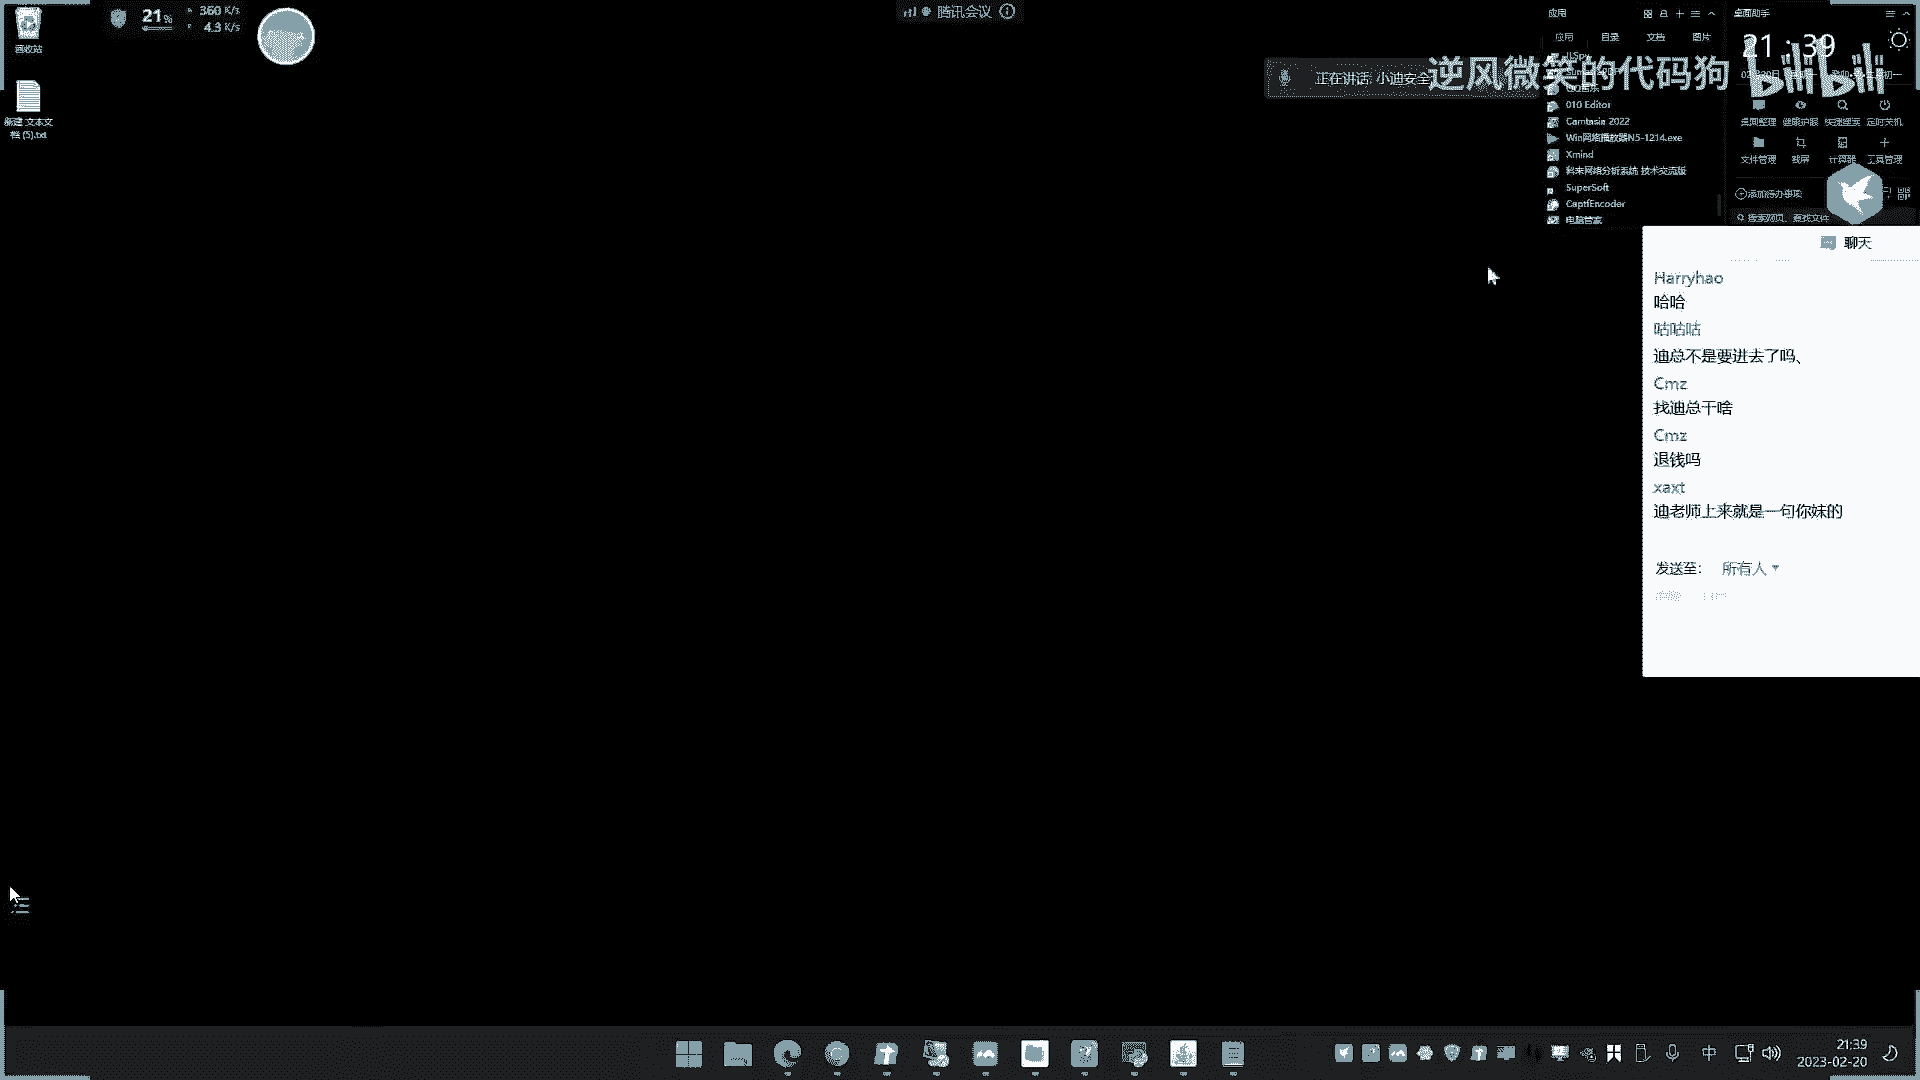 回收站
新建 文本文
档 (5).txt
21%
360 K/s
4.3 K/s
腾讯会议
正在讲话: 小迪安全
逆风微笑的代码狗
bilibili
应用
应用 目录 文档 图片
QQ音乐
010 Editor
Camtasia 2022
Win网络播放器N5-1214.exe
Xmind
科来网络分析系统 技术交流版
SuperSoft
CaptfEncoder
电脑管家
桌面助手
21 : 39
桌面整理 健康护眼 快速搜索 定时关机
文件管理 截屏 计算器 工具管理
添加待办事项
搜索网页、查找文件
聊天
Harryhao
哈哈
咕咕咕
迪总不是要进去了吗、
Cmz
找迪总干啥
Cmz
退钱吗
xaxt
迪老师上来就是一句你妹的
发送至: 所有人
中
21:39
2023-02-20